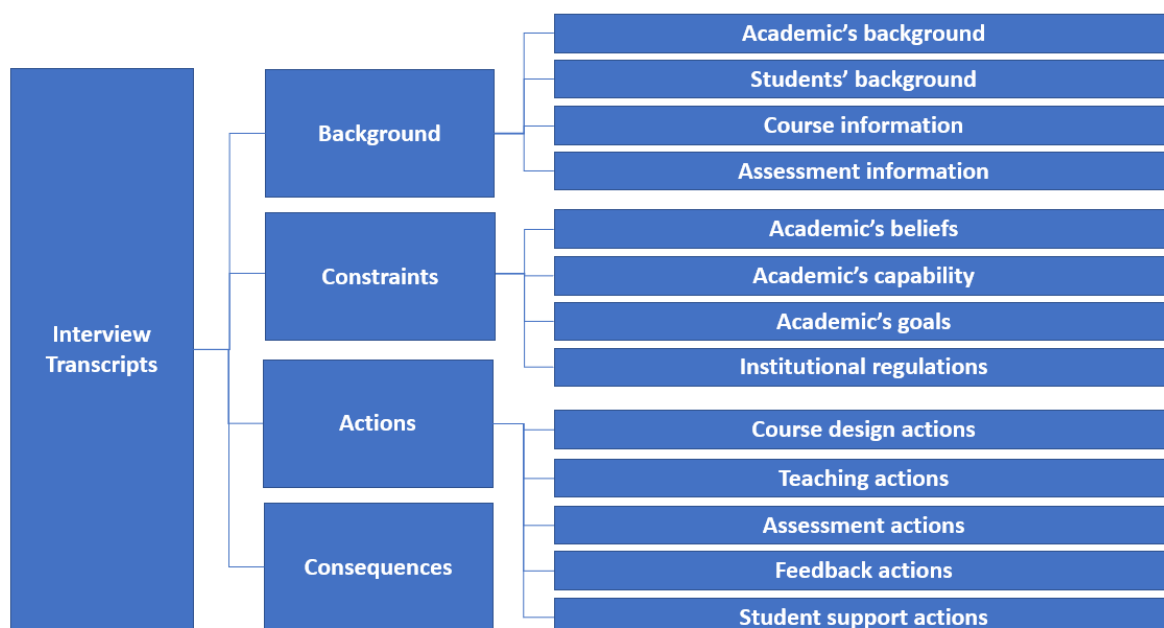 Interview
Transcripts
Background
Academic’s background
Students’ background
Course information
Assessment information
Constraints
Academic’s beliefs
Academic’s capability
Academic’s goals
Institutional regulations
Actions
Course design actions
Teaching actions
Assessment actions
Feedback actions
Student support actions
Consequences